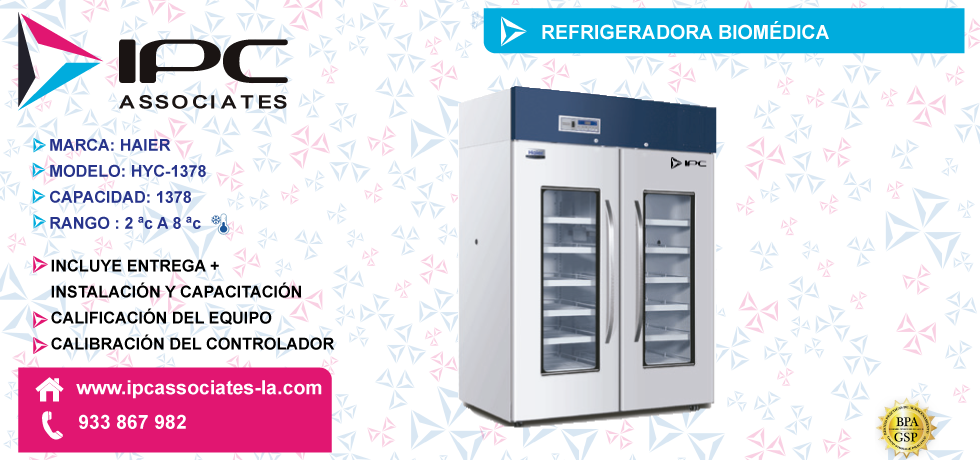 IPC
ASSOCIATES
REFRIGERADORA BIOMÉDICA
MARCA: HAIER
MODELO: HYC-1378
CAPACIDAD: 1378
RANGO : 2 ªc A 8 ªc
INCLUYE ENTREGA +
INSTALACIÓN Y CAPACITACIÓN
CALIFICACIÓN DEL EQUIPO
CALIBRACIÓN DEL CONTROLADOR
www.ipcassociates-la.com
933 867 982
IPC
BPA
GSP